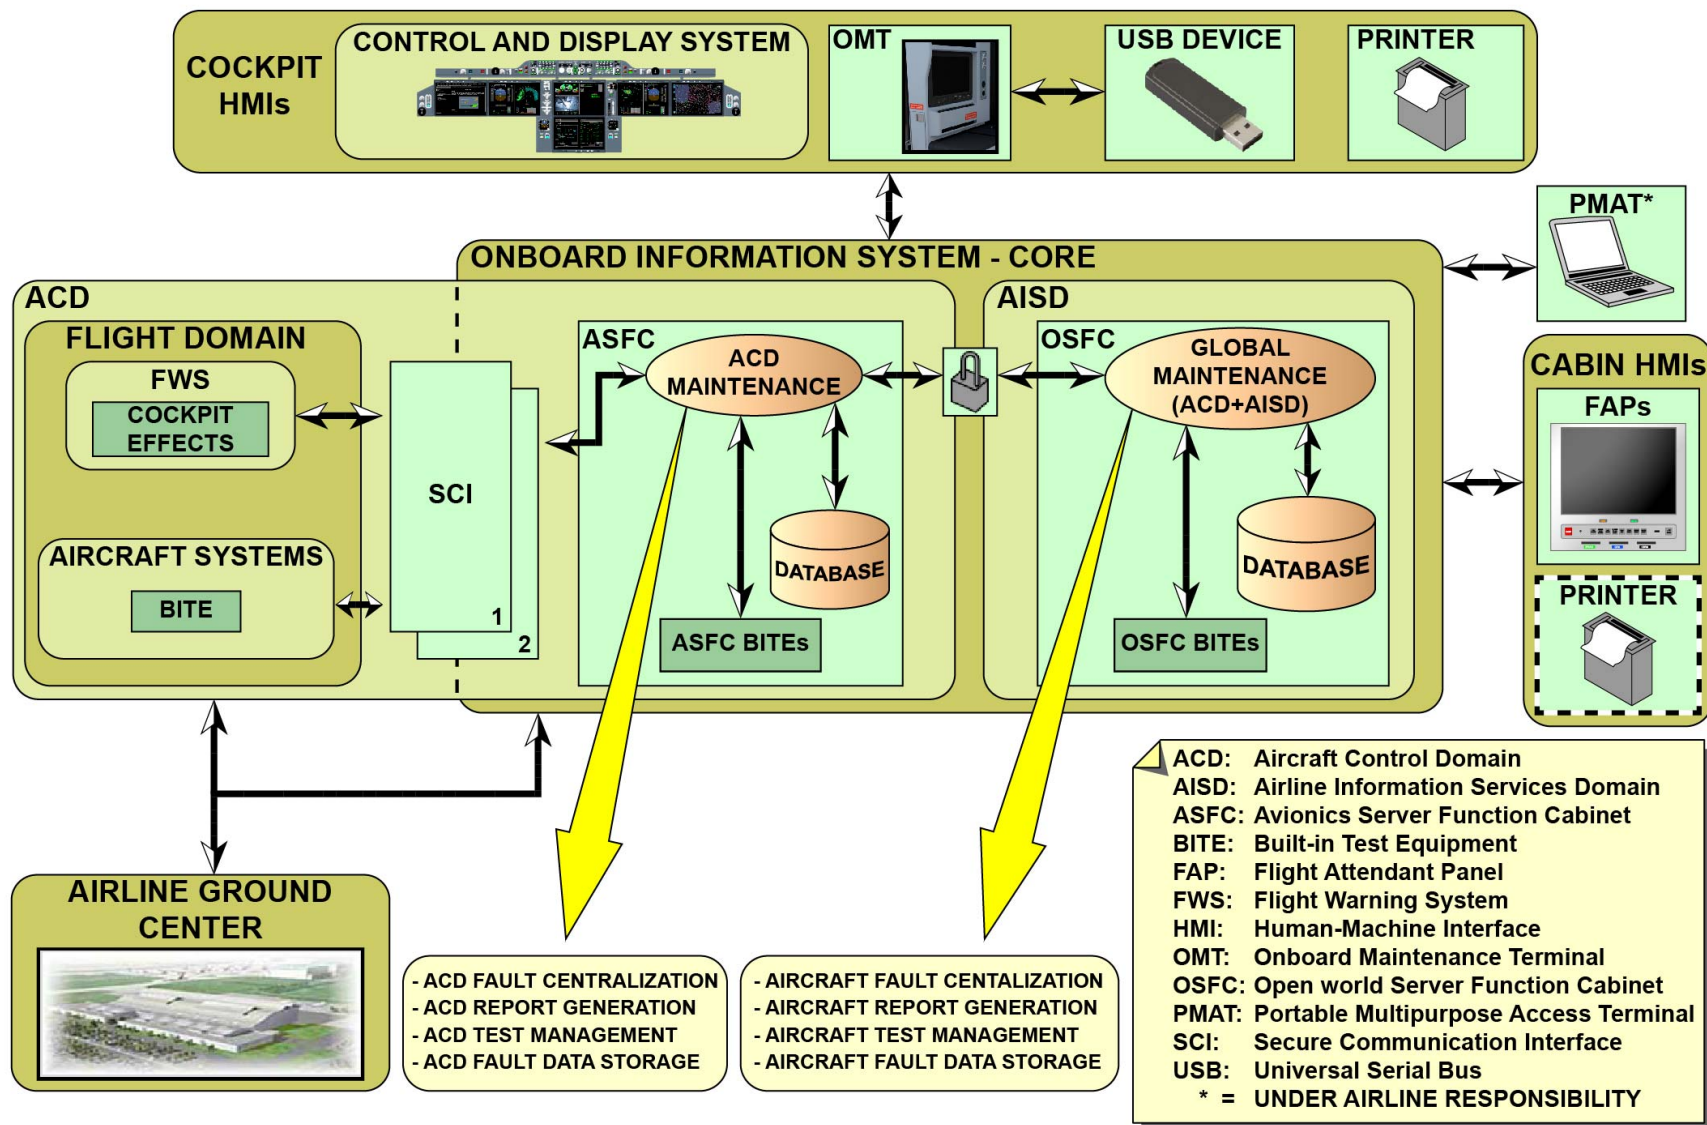 COCKPIT
HMIs
CONTROL AND DISPLAY SYSTEM
OMT
USB DEVICE
PRINTER
PMAT*
ONBOARD INFORMATION SYSTEM - CORE
ACD
AISD
FLIGHT DOMAIN
FWS
COCKPIT
EFFECTS
AIRCRAFT SYSTEMS
BITE
SCI
1
2
ASFC
ACD
MAINTENANCE
DATABASE
ASFC BITEs
OSFC
GLOBAL
MAINTENANCE
(ACD+AISD)
DATABASE
OSFC BITEs
CABIN HMIs
FAPs
PRINTER
AIRLINE GROUND
CENTER
- ACD FAULT CENTRALIZATION
- ACD REPORT GENERATION
- ACD TEST MANAGEMENT
- ACD FAULT DATA STORAGE
- AIRCRAFT FAULT CENTALIZATION
- AIRCRAFT REPORT GENERATION
- AIRCRAFT TEST MANAGEMENT
- AIRCRAFT FAULT DATA STORAGE
ACD: Aircraft Control Domain
AISD: Airline Information Services Domain
ASFC: Avionics Server Function Cabinet
BITE: Built-in Test Equipment
FAP: Flight Attendant Panel
FWS: Flight Warning System
HMI: Human-Machine Interface
OMT: Onboard Maintenance Terminal
OSFC: Open world Server Function Cabinet
PMAT: Portable Multipurpose Access Terminal
SCI: Secure Communication Interface
USB: Universal Serial Bus
* = UNDER AIRLINE RESPONSIBILITY